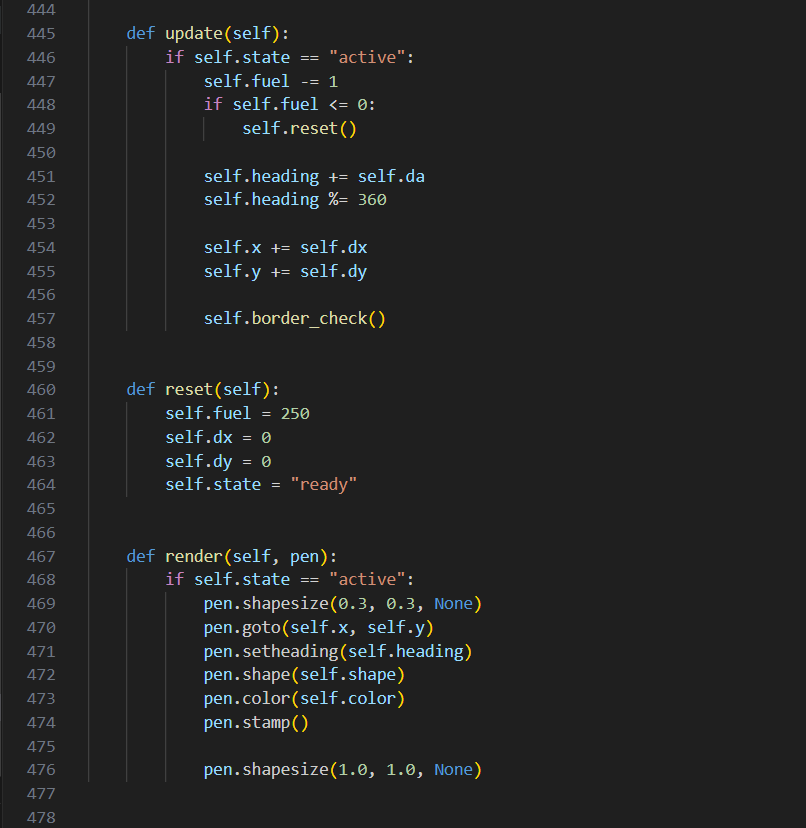 444
445 def update(self):
446 if self.state == "active":
447 self.fuel -= 1
448 if self.fuel <= 0:
449 self.reset()
450
451 self.heading += self.da
452 self.heading %= 360
453
454 self.x += self.dx
455 self.y += self.dy
456
457 self.border_check()
458
459
460 def reset(self):
461 self.fuel = 250
462 self.dx = 0
463 self.dy = 0
464 self.state = "ready"
465
466
467 def render(self, pen):
468 if self.state == "active":
469 pen.shapesize(0.3, 0.3, None)
470 pen.goto(self.x, self.y)
471 pen.setheading(self.heading)
472 pen.shape(self.shape)
473 pen.color(self.color)
474 pen.stamp()
475
476 pen.shapesize(1.0, 1.0, None)
477
478